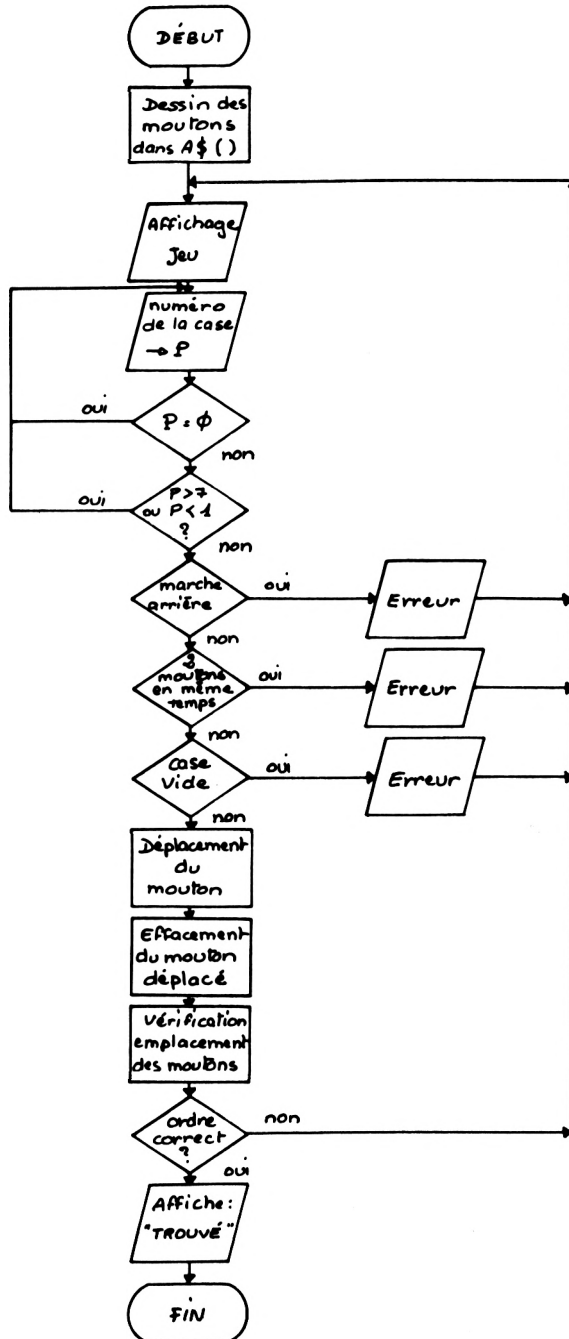 DÉBUT
Dessin des
moutons
dans A$ ( )
Affichage
Jeu
numéro
de la case
→ P
oui
P = Ø
non
oui
P>7
ou P<1
?
non
marche
arrière
oui
Erreur
non
2
moutons
en même
temps
oui
Erreur
non
case
Vide
oui
Erreur
non
Déplacement
du
mouton
Effacement
du mouton
déplacé
Vérification
emplacement
des moutons
ordre
correct
?
non
oui
Affiche :
"TROUVÉ"
FIN